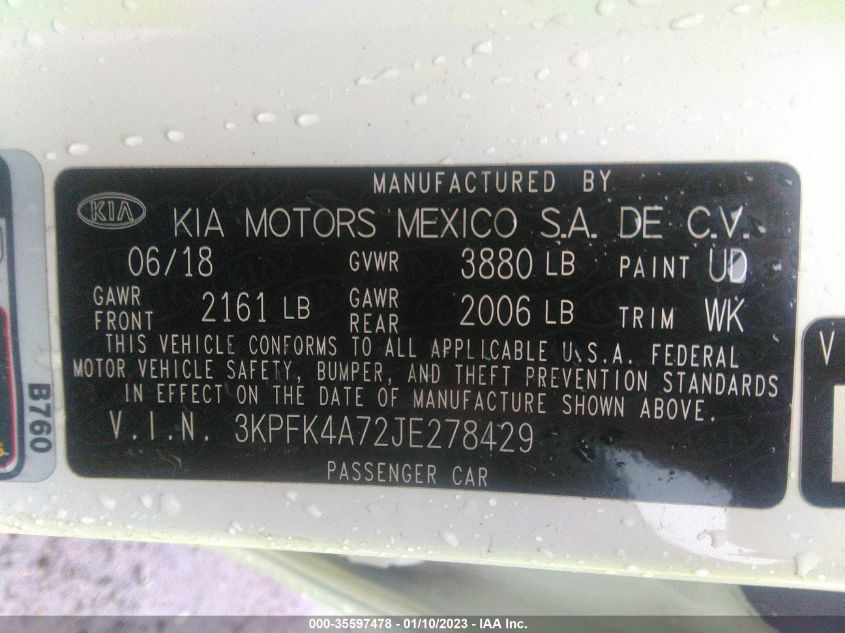 MANUFACTURED BY
KIA KIA MOTORS MEXICO S.A. DE C.V.
06/18 GVWR 3880 LB PAINT UD
GAWR FRONT 2161 LB GAWR REAR 2006 LB TRIM WK
THIS VEHICLE CONFORMS TO ALL APPLICABLE U.S.A. FEDERAL
MOTOR VEHICLE SAFETY, BUMPER, AND THEFT PREVENTION STANDARDS
IN EFFECT ON THE DATE OF MANUFACTURE SHOWN ABOVE.
V.I.N. 3KPFK4A72JE278429
PASSENGER CAR
B760
V
000-35597478 — 01/10/2023 — IAA Inc.